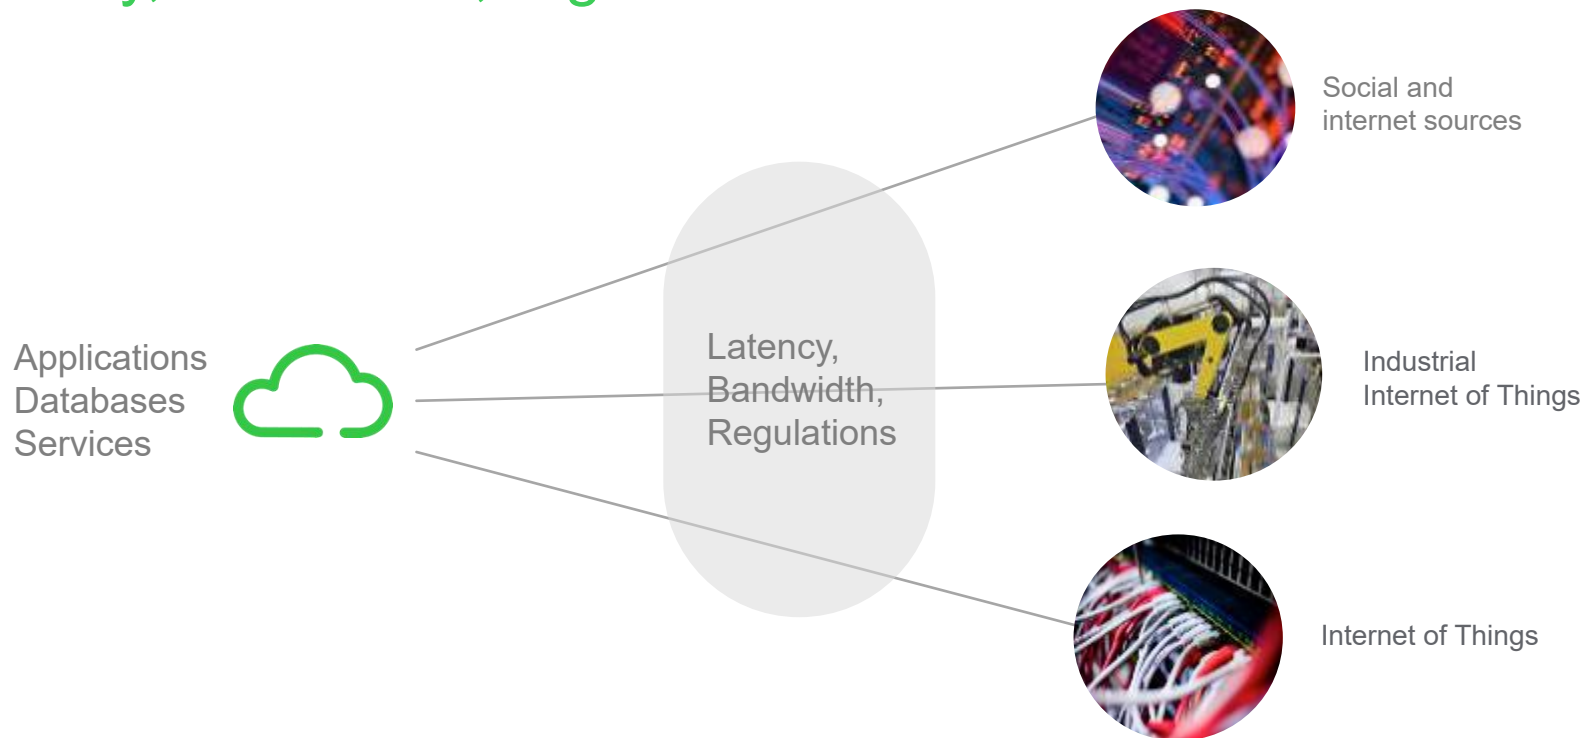 Social and
internet sources
Applications
Databases
Services
Latency,
Bandwidth,
Regulations
Industrial
Internet of Things
Internet of Things